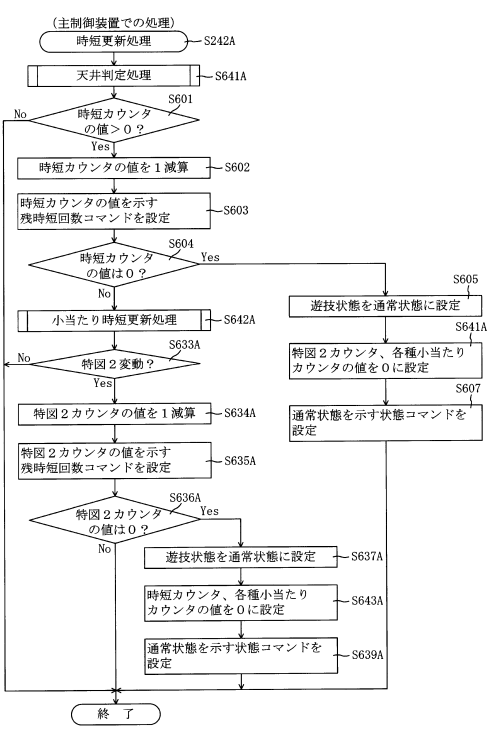 (主制御装置での処理)
時短更新処理
S242A
天井判定処理
S641A
S601
時短カウンタ
の値＞０？
No
Yes
時短カウンタの値を１減算
S602
時短カウンタの値を示す
残時短回数コマンドを設定
S603
S604
時短カウンタ
の値は０？
Yes
No
S605
遊技状態を通常状態に設定
小当たり時短更新処理
S642A
S641A
特図２カウンタ、各種小当たり
カウンタの値を０に設定
S633A
No
特図２変動？
Yes
S607
通常状態を示す状態コマンドを
設定
特図２カウンタの値を１減算
S634A
特図２カウンタの値を示す
残時短回数コマンドを設定
S635A
S636A
特図２カウンタ
の値は０？
Yes
No
遊技状態を通常状態に設定
S637A
時短カウンタ、各種小当たり
カウンタの値を０に設定
S643A
通常状態を示す状態コマンドを
設定
S639A
終 了